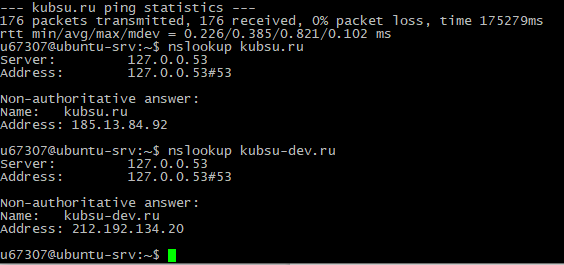 --- kubsu.ru ping statistics ---
176 packets transmitted, 176 received, 0% packet loss, time 175279ms
rtt min/avg/max/mdev = 0.226/0.385/0.821/0.102 ms
u67307@ubuntu-srv:~$ nslookup kubsu.ru
Server:         127.0.0.53
Address:        127.0.0.53#53

Non-authoritative answer:
Name:   kubsu.ru
Address: 185.13.84.92

u67307@ubuntu-srv:~$ nslookup kubsu-dev.ru
Server:         127.0.0.53
Address:        127.0.0.53#53

Non-authoritative answer:
Name:   kubsu-dev.ru
Address: 212.192.134.20

u67307@ubuntu-srv:~$